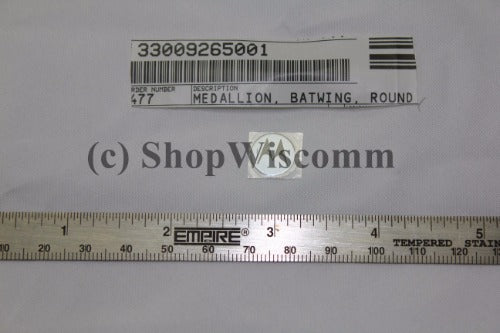 33009265001
RDER NUMBER DESCRIPTION
477 MEDALLION, BATWING, ROUND
(c) ShopWiscomm
1 2 EMPIRE® 3 4 5
TEMPERED STAIN
10 20 30 40 50 60 70 80 90 100 110 120